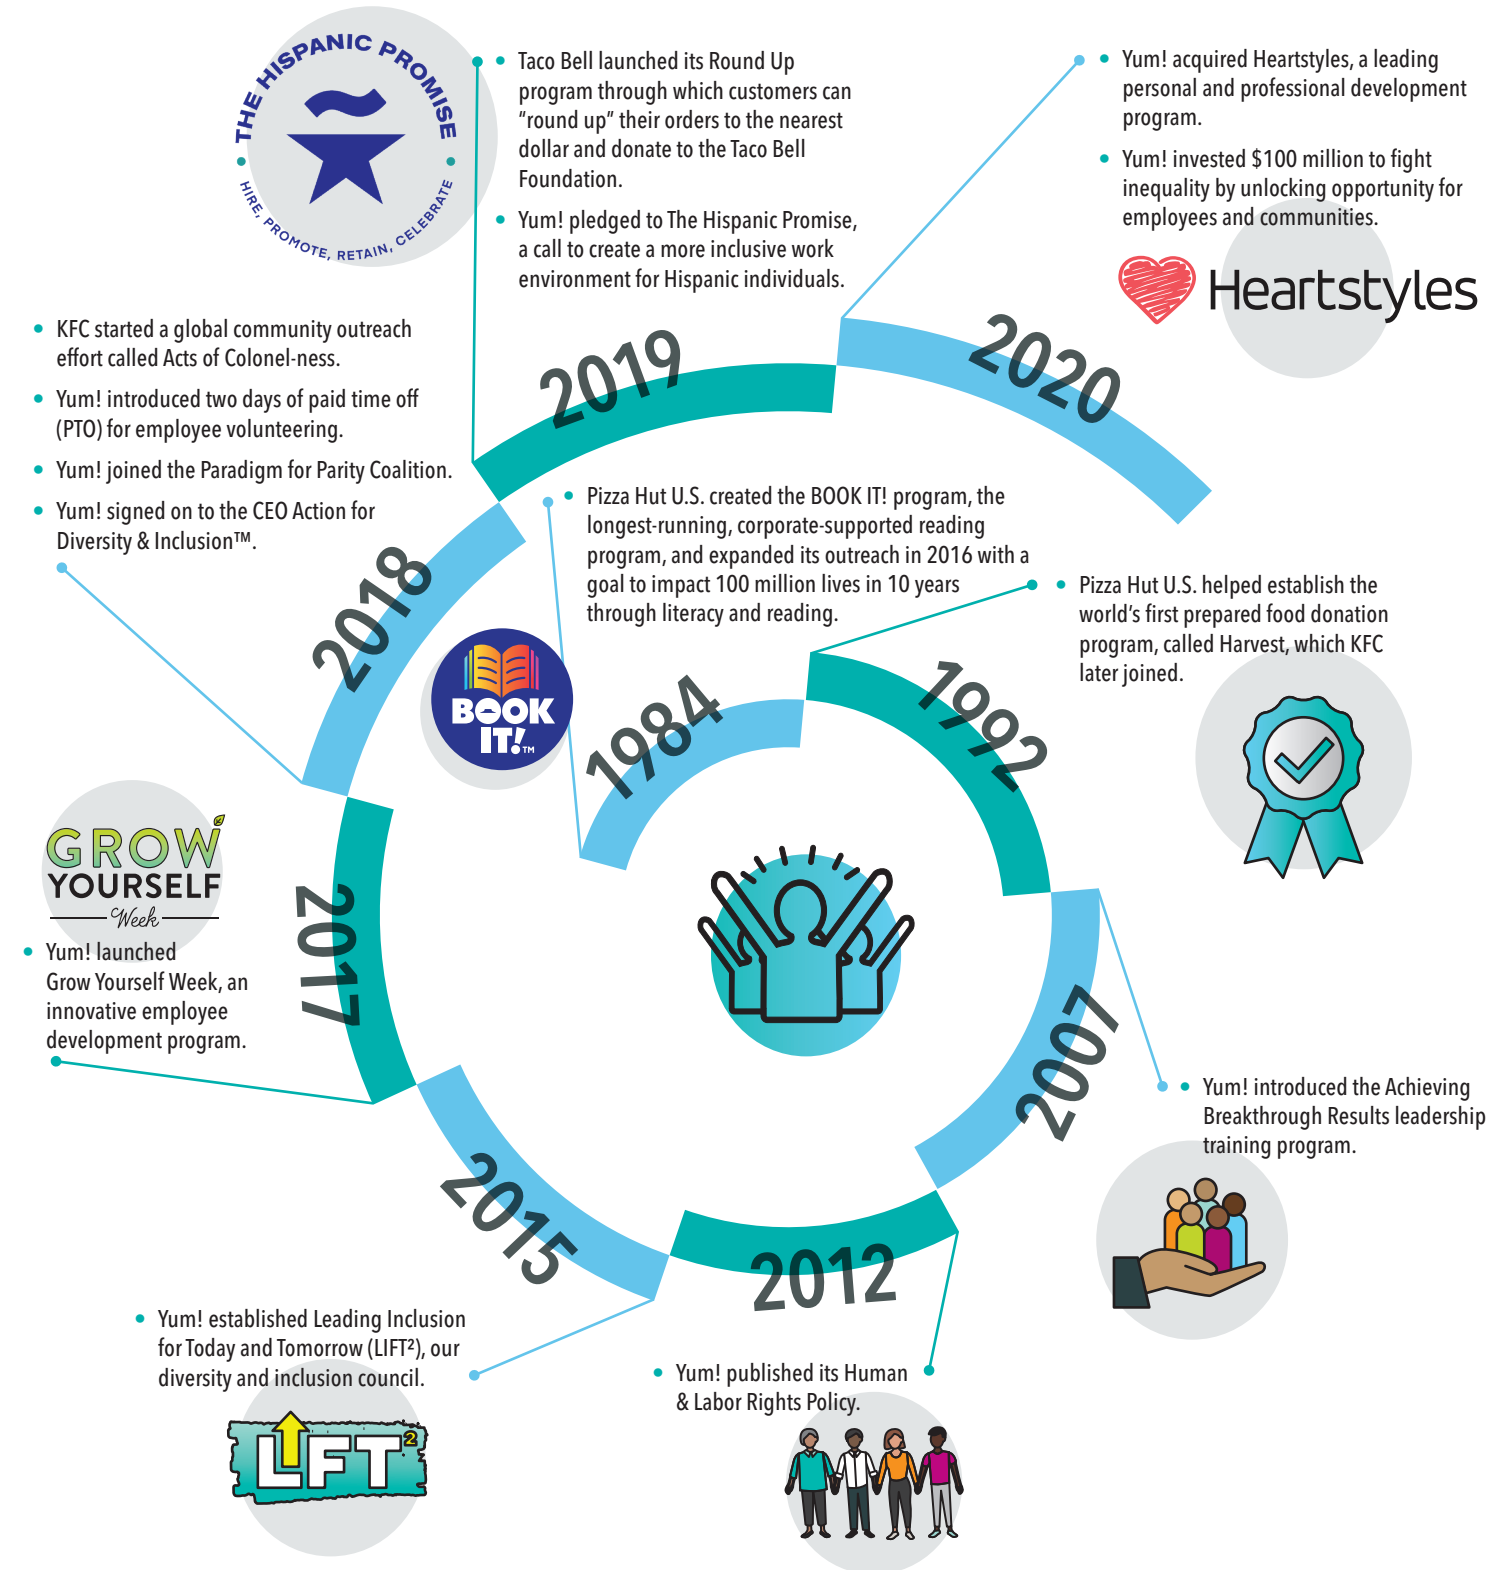 THE HISPANIC PROMISE
HIRE, PROMOTE, RETAIN, CELEBRATE
• Taco Bell launched its Round Up
program through which customers can
"round up" their orders to the nearest
dollar and donate to the Taco Bell
Foundation.
• Yum! pledged to The Hispanic Promise,
a call to create a more inclusive work
environment for Hispanic individuals.
• Yum! acquired Heartstyles, a leading
personal and professional development
program.
• Yum! invested $100 million to fight
inequality by unlocking opportunity for
employees and communities.
Heartstyles
• KFC started a global community outreach
effort called Acts of Colonel-ness.
• Yum! introduced two days of paid time off
(PTO) for employee volunteering.
• Yum! joined the Paradigm for Parity Coalition.
• Yum! signed on to the CEO Action for
Diversity & Inclusion™.
2019
2020
2018
• Pizza Hut U.S. created the BOOK IT! program, the
longest-running, corporate-supported reading
program, and expanded its outreach in 2016 with a
goal to impact 100 million lives in 10 years
through literacy and reading.
BOOK
IT!™
1984
1992
• Pizza Hut U.S. helped establish the
world's first prepared food donation
program, called Harvest, which KFC
later joined.
GROW
YOURSELF
Week
• Yum! launched
Grow Yourself Week, an
innovative employee
development program.
2017
2007
• Yum! introduced the Achieving
Breakthrough Results leadership
training program.
2015
2012
• Yum! established Leading Inclusion
for Today and Tomorrow (LIFT²), our
diversity and inclusion council.
LIFT²
• Yum! published its Human
& Labor Rights Policy.